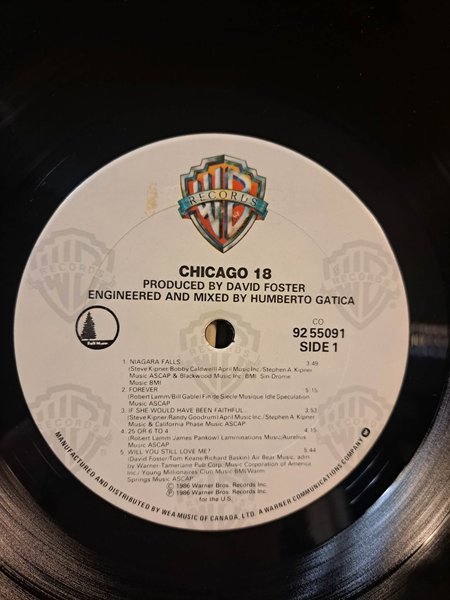 WB
RECORDS
CHICAGO 18
PRODUCED BY DAVID FOSTER
ENGINEERED AND MIXED BY HUMBERTO GATICA
Full Moon
CO
92 55091
SIDE 1
1. NIAGARA FALLS 3:49
(Steve Kipner/Bobby Caldwell) April Music Inc./Stephen A. Kipner
Music ASCAP & Blackwood Music Inc. BMI Sin-Drome
Music BMI
2. FOREVER 5:15
(Robert Lamm/Bill Gable) Fin de Siecle Musique Idle Speculation
Music ASCAP
3. IF SHE WOULD HAVE BEEN FAITHFUL... 3:53
(Steve Kipner/Randy Goodrum) April Music Inc./Stephen A. Kipner
Music & California Phase Music ASCAP
4. 25 OR 6 TO 4 4:15
(Robert Lamm James Pankow) Laminations Music/Aurelius
Music ASCAP
5. WILL YOU STILL LOVE ME? 5:44
(David Foster/Tom Keane/Richard Baskin) Air Bear Music, adm.
by Warner-Tamerlane Pub Corp. Music Corporation of America
Inc./Young Millionaires Club Music BMI/Warm
Springs Music ASCAP
© 1986 Warner Bros. Records Inc.
℗ 1986 Warner Bros. Records Inc.
for the U.S.
MANUFACTURED AND DISTRIBUTED BY WEA MUSIC OF CANADA, LTD. A WARNER COMMUNICATIONS COMPANY